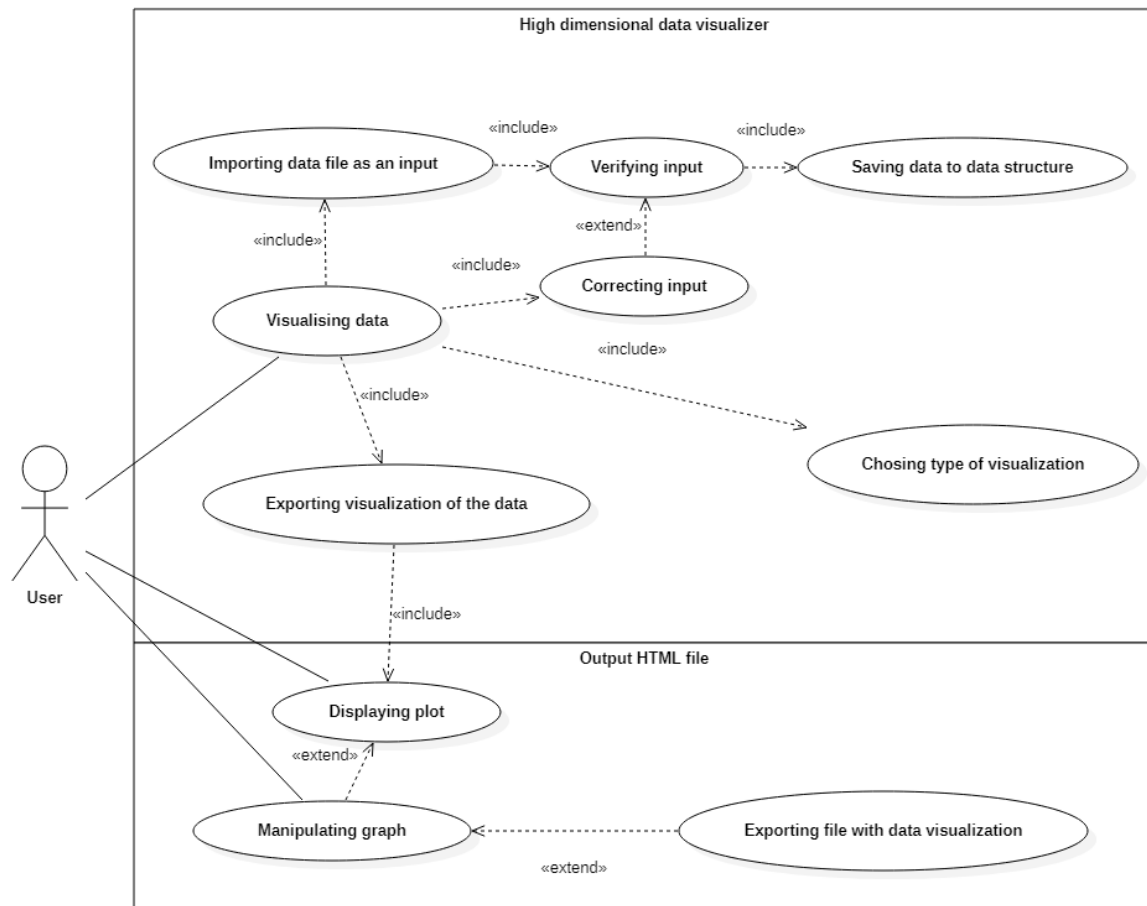 High dimensional data visualizer
«include»
«include»
Importing data file as an input
Verifying input
Saving data to data structure
«include»
«extend»
«include»
Correcting input
Visualising data
«include»
«include»
Chosing type of visualization
Exporting visualization of the data
User
«include»
Output HTML file
Displaying plot
«extend»
Manipulating graph
Exporting file with data visualization
«extend»